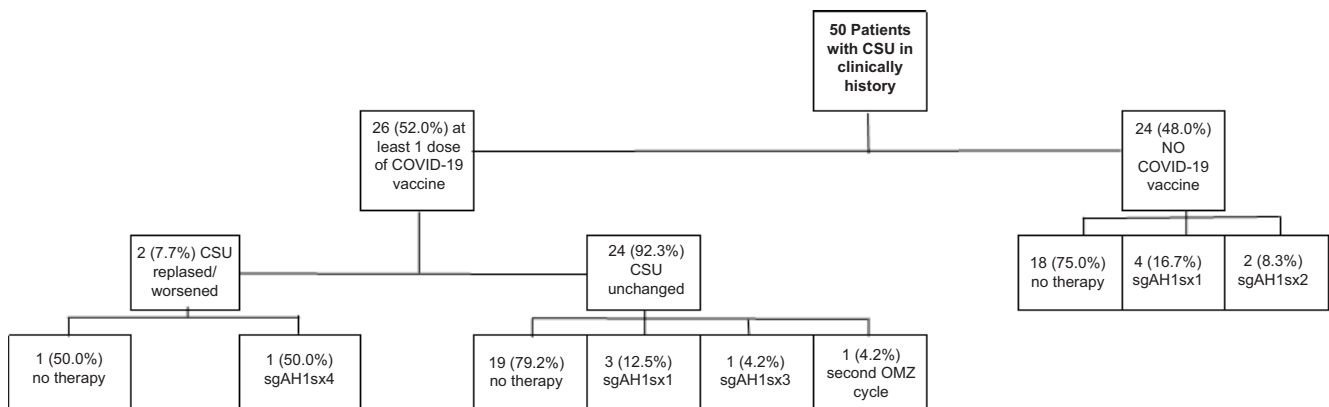 50 Patients
with CSU in
clinically
history
26 (52.0%) at
least 1 dose
of COVID-19
vaccine
24 (48.0%)
NO
COVID-19
vaccine
2 (7.7%) CSU
replased/
worsened
24 (92.3%)
CSU
unchanged
18 (75.0%)
no therapy
4 (16.7%)
sgAH1sx1
2 (8.3%)
sgAH1sx2
1 (50.0%)
no therapy
1 (50.0%)
sgAH1sx4
19 (79.2%)
no therapy
3 (12.5%)
sgAH1sx1
1 (4.2%)
sgAH1sx3
1 (4.2%)
second OMZ
cycle